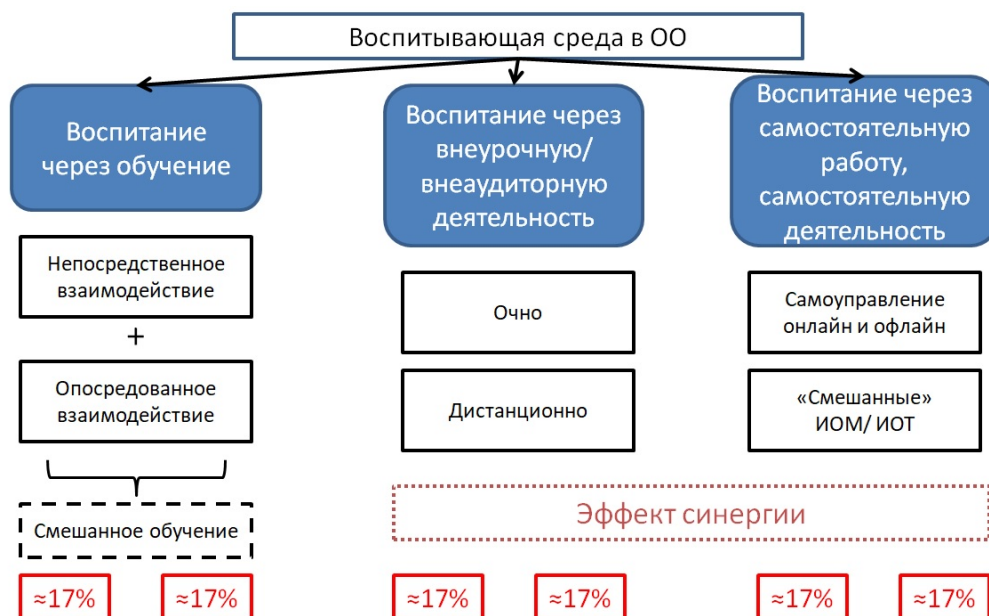 Воспитывающая среда в ОО
Воспитание
через обучение
Воспитание через
внеурочную/
внеаудиторную
деятельность
Воспитание через
самостоятельную
работу,
самостоятельную
деятельность
Непосредственное
взаимодействие
+
Опосредованное
взаимодействие
Смешанное обучение
Очно
Дистанционно
Самоуправление
онлайн и офлайн
«Смешанные»
ИОМ/ ИОТ
Эффект синергии
≈17%
≈17%
≈17%
≈17%
≈17%
≈17%